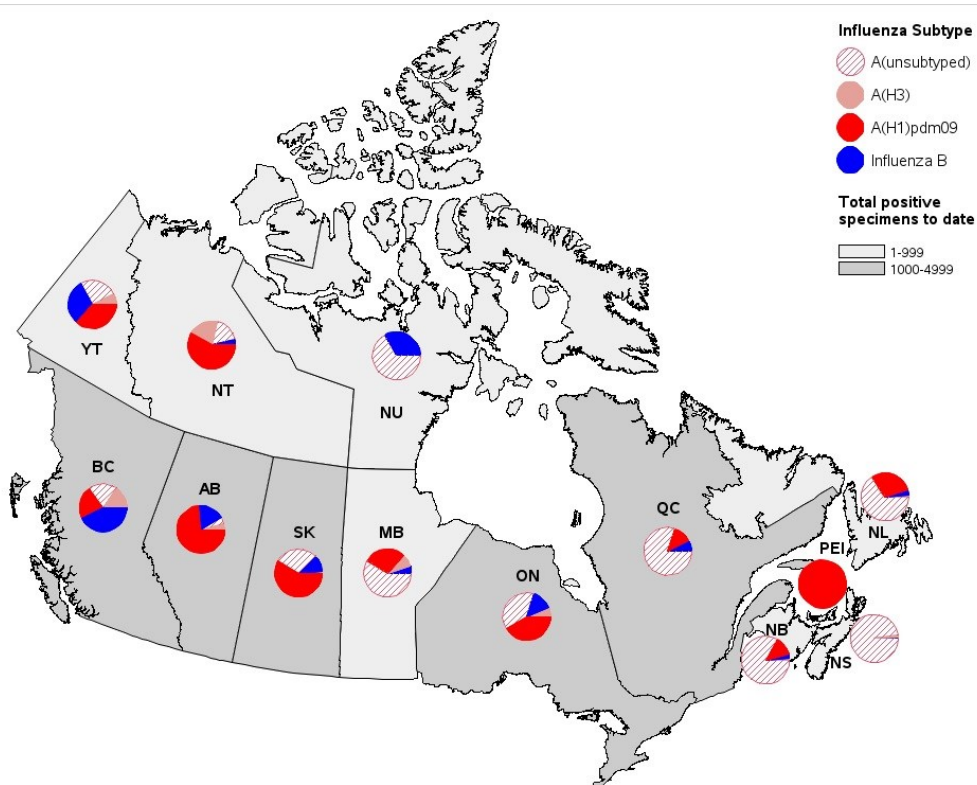 Influenza Subtype
A(unsubtyped)
A(H3)
A(H1)pdm09
Influenza B
Total positive
specimens to date
1-999
1000-4999
YT
NT
NU
BC
AB
SK
MB
ON
QC
NL
PEI
NB
NS